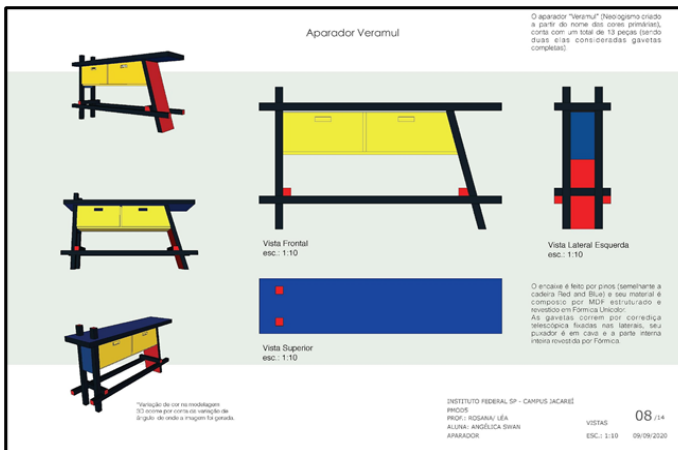 Aparador Veramul
O aparador "Veramul" (Neologismo criado
a partir do nome das cores primárias),
conta com um total de 13 peças (sendo
duas elas consideradas gavetas
completas)
Vista Frontal
esc.: 1:10
Vista Lateral Esquerda
esc.: 1:10
Vista Superior
esc.: 1:10
O encaixe é feito por pinos (semelhante a
cadeira Red and Blue) e seu material é
composto por MDF estruturado e
revestido em Fórmica Unicolor.
As gavetas correm por corrediça
telescópica fixadas nas laterais, seu
puxador é em cava e a parte interna
inteira revestida por Fórmica.
*Variação de cor na modelagem
3D ocorre por conta da variação de
ângulo de onde a imagem foi gerada.
INSTITUTO FEDERAL SP - CAMPUS JACAREÍ
PROF.: ROSANA/ LÉA
ALUNA: ANGÉLICA SWAN
APARADOR
VISTAS
08 /14
ESC.: 1:10
09/09/2020